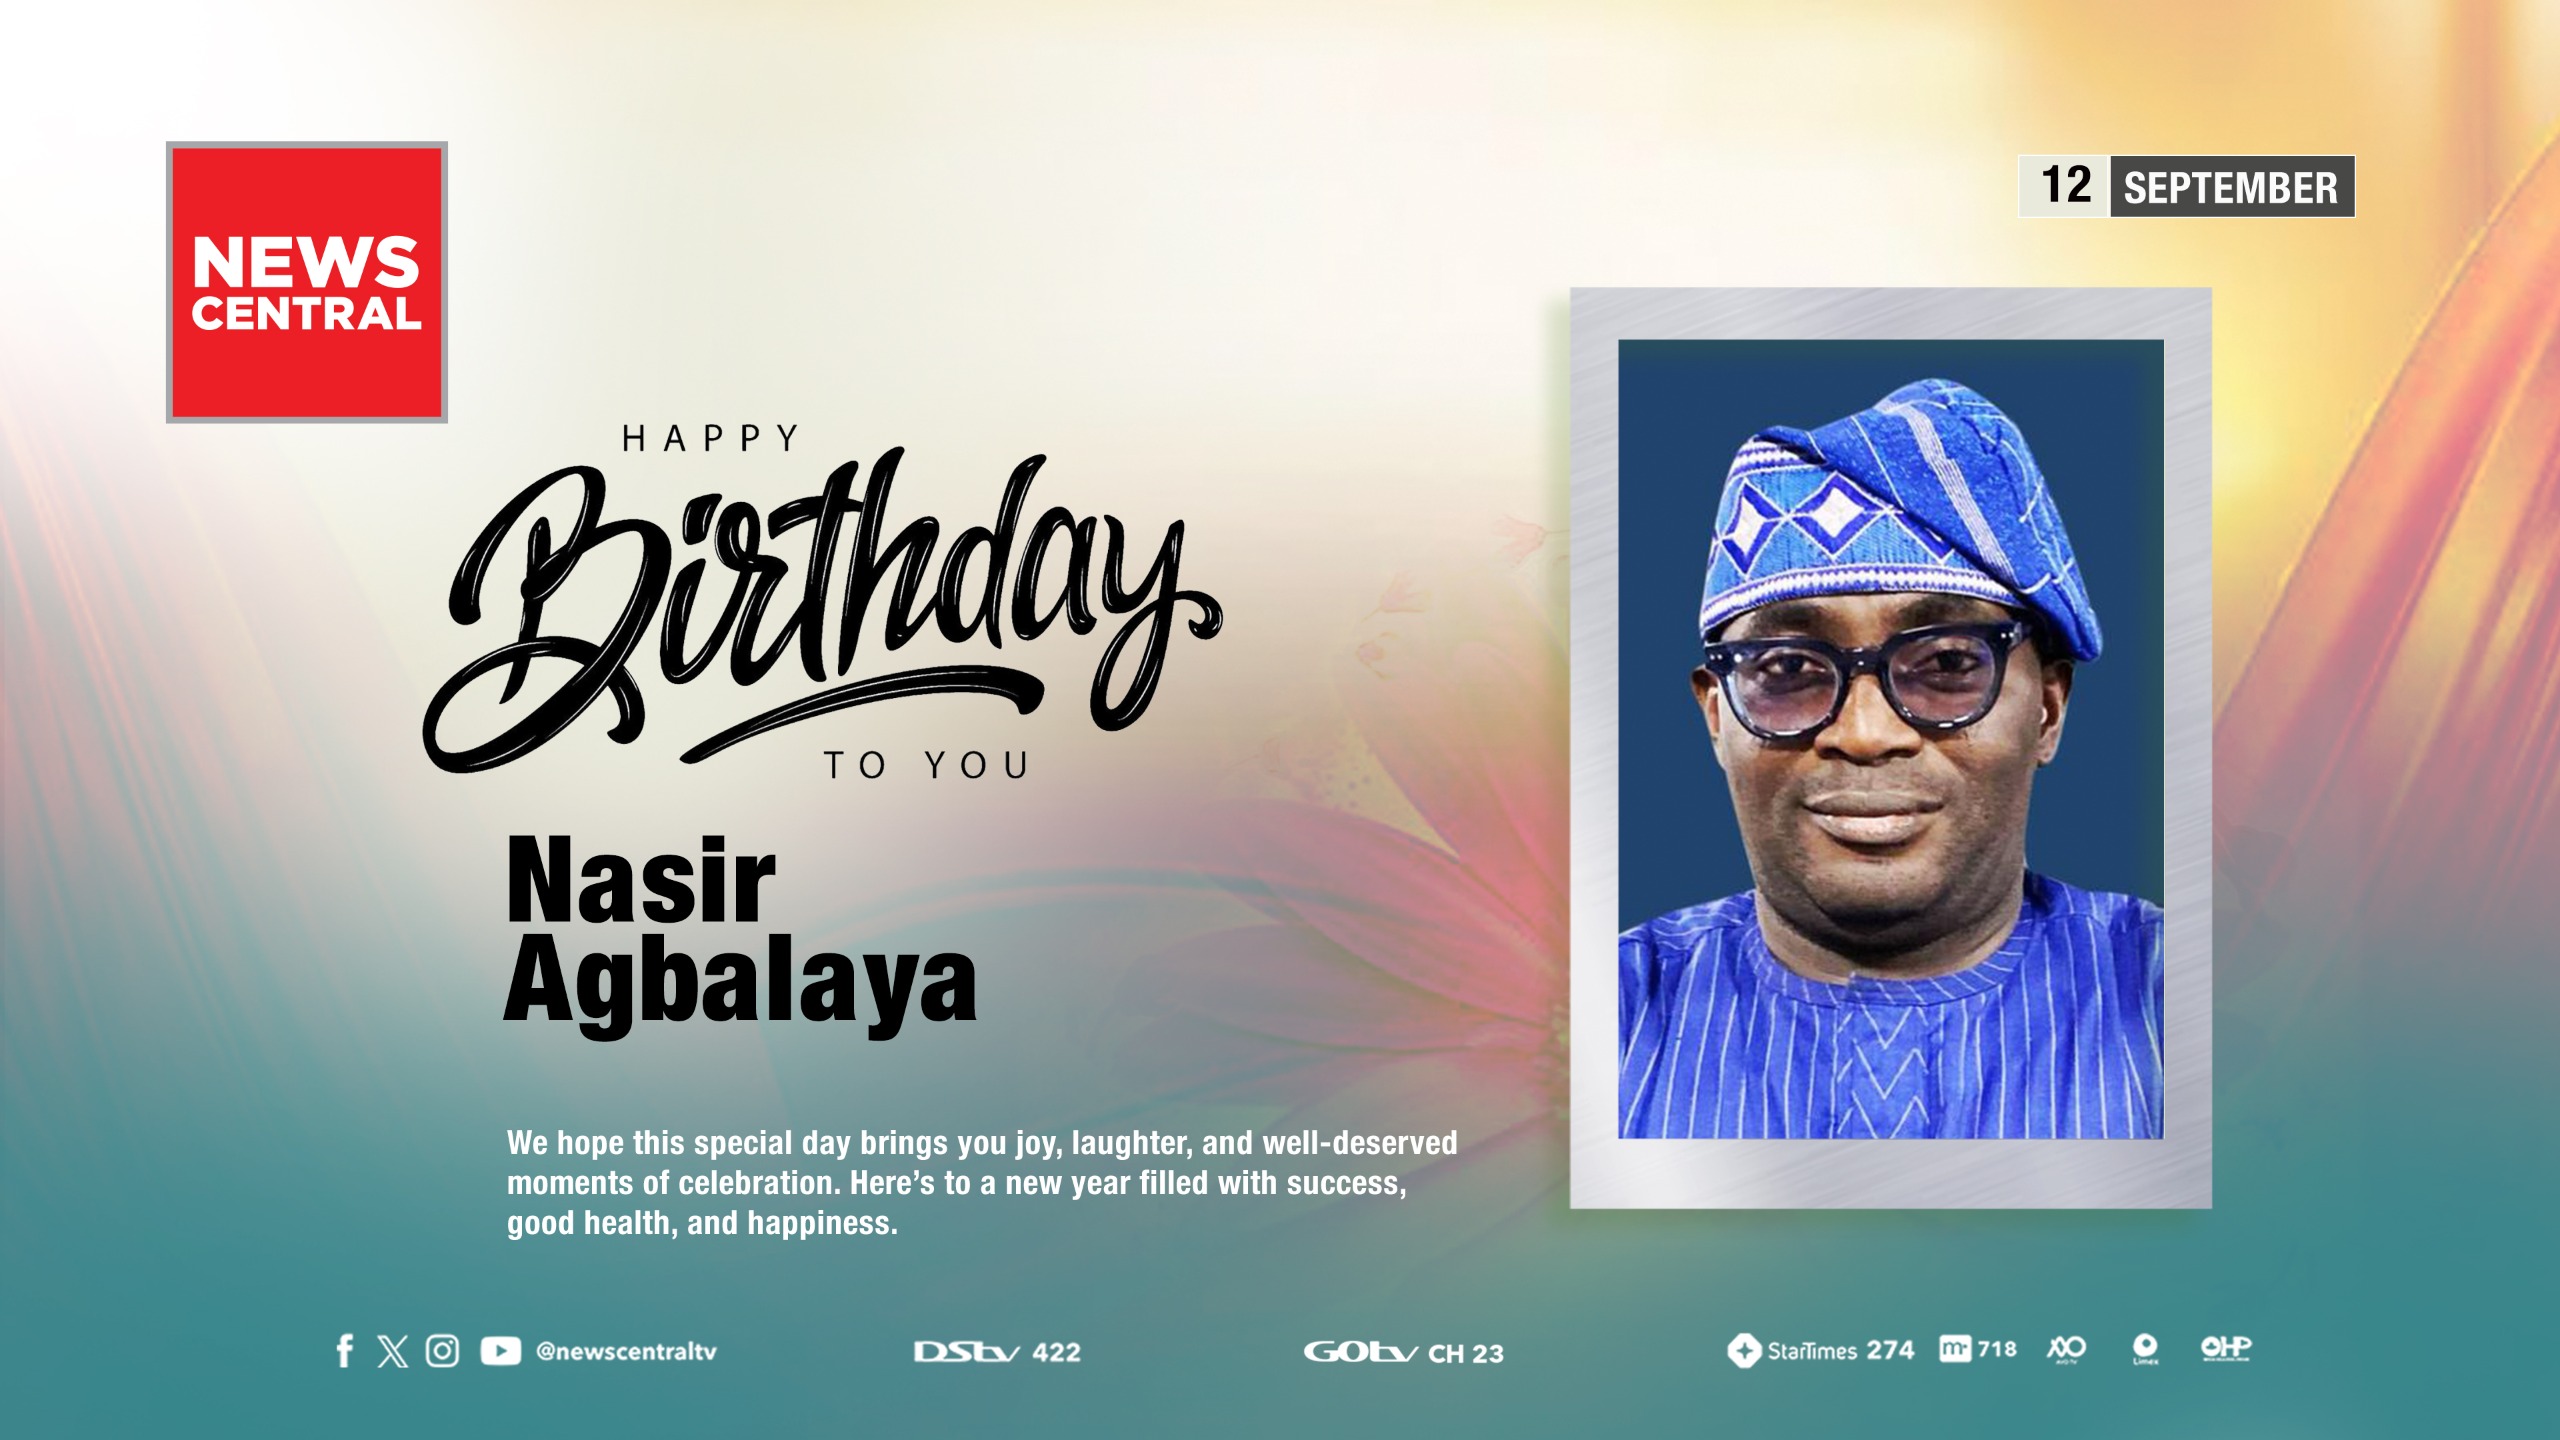 NEWS
CENTRAL
12 SEPTEMBER
HAPPY
Birthday
TO YOU
Nasir
Agbalaya
We hope this special day brings you joy, laughter, and well-deserved
moments of celebration. Here’s to a new year filled with success,
good health, and happiness.
@newscentraltv DStv 422 GOtv CH 23 StarTimes 274 718 Limex OHP